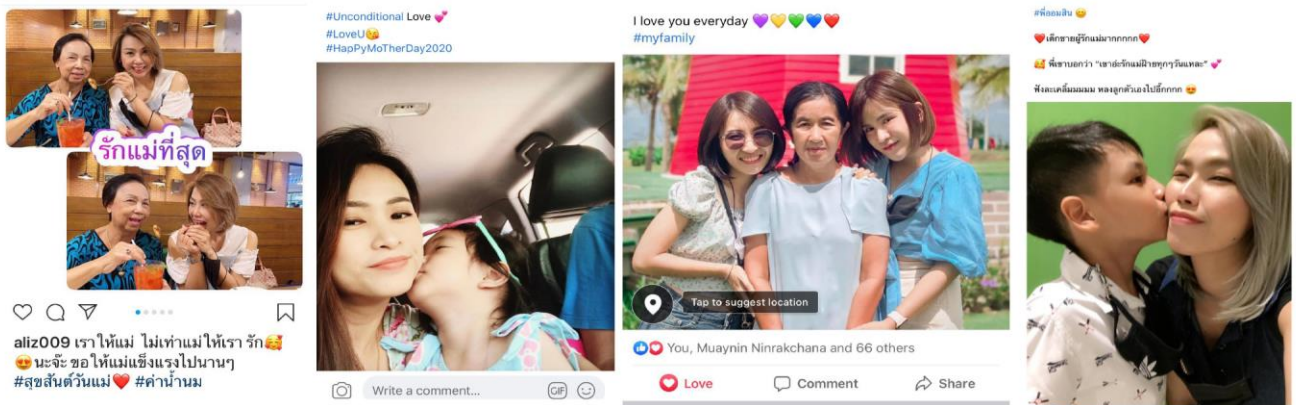 รักแม่ที่สุด
aliz009 เราให้แม่ ไม่เท่าแม่ให้เรา รัก🥰
😍นะจ๊ะ ขอให้แม่แข็งแรงไปนานๆ
#สุขสันต์วันแม่❤️ #ค่าน้ำนม
#Unconditional Love 💕
#LoveU😘
#HapPyMoTherDay2020
Write a comment...
GIF
I love you everyday 💜💛💚💙❤️
#myfamily
Tap to suggest location
You, Muaynin Ninrakchana and 66 others
Love
Comment
Share
#พี่ออมสิน 😊
❤️เด็กชายผู้รักแม่มากกกกก❤️
🥰 พี่เขาบอกว่า “เขาอ่ะรักแม่ฝ้ายทุกๆวันแหละ” 💕
ฟังละเคลิ้มมมมมม หลงลูกตัวเองไปอี๊กกกก 😍